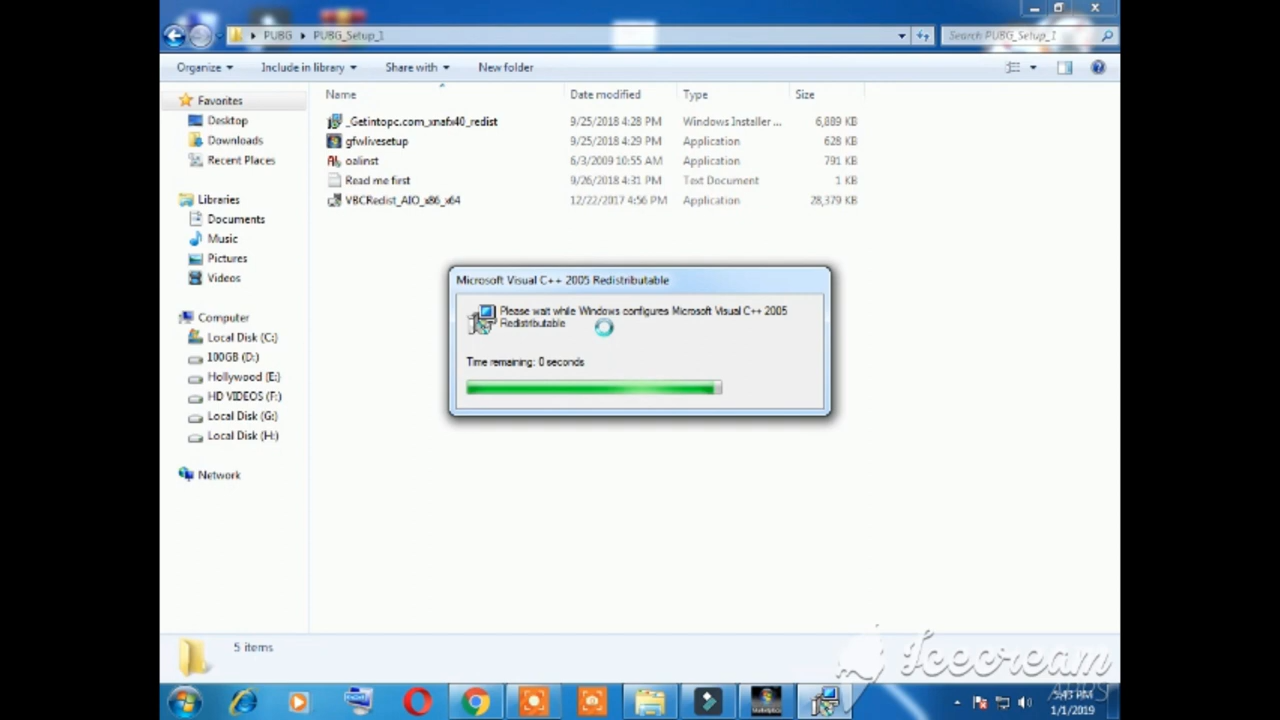 PUBG ▸ PUBG_Setup_1
Search PUBG_Setup_1
Organize Include in library Share with New folder
Name Date modified Type Size
Favorites
Desktop
Downloads
Recent Places
Libraries
Documents
Music
Pictures
Videos
Computer
Local Disk (C:)
100GB (D:)
Hollywood (E:)
HD VIDEOS (F:)
Local Disk (G:)
Local Disk (H:)
Network
_Getintopc.com_xnafx40_redist 9/25/2018 4:28 PM Windows Installer ... 6,889 KB
gfwlivesetup 9/25/2018 4:29 PM Application 628 KB
oalinst 6/3/2009 10:55 AM Application 791 KB
Read me first 9/26/2018 4:31 PM Text Document 1 KB
VBCRedist_AIO_x86_x64 12/22/2017 4:56 PM Application 28,379 KB
Microsoft Visual C++ 2005 Redistributable
Please wait while Windows configures Microsoft Visual C++ 2005
Redistributable
Time remaining: 0 seconds
5 items
Icecream
APPS
5:43 PM
1/1/2019